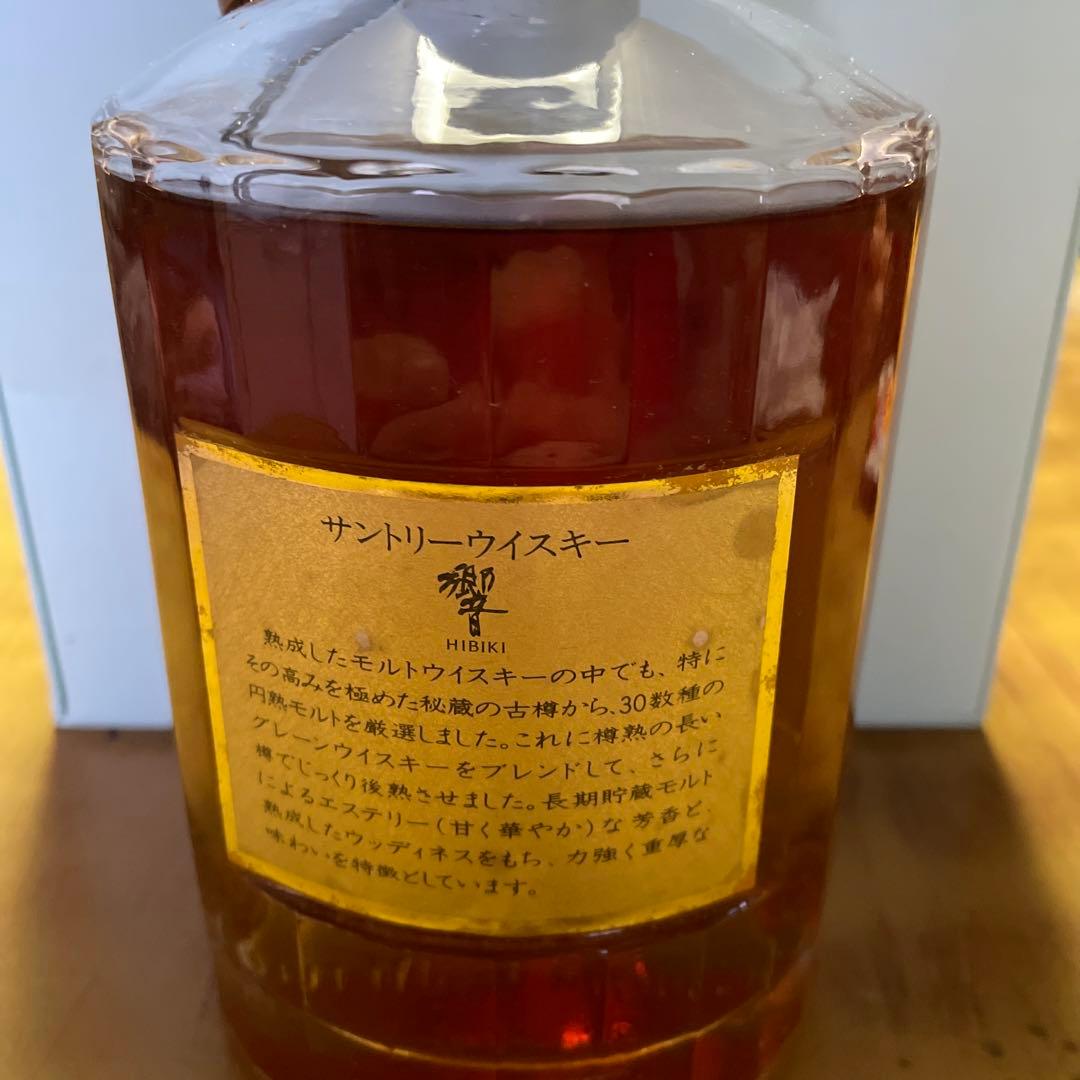 サントリーウイスキー
響
HIBIKI
熟成したモルトウイスキーの中でも、特に
その高みを極めた秘蔵の古樽から、30数種の
円熟モルトを厳選しました。これに樽熟の長い
グレーンウイスキーをブレンドして、さらに
樽でじっくり後熟させました。長期貯蔵モルト
によるエステリー(甘く華やか)な芳香と、
熟成したウッディネスをもち、力強く重厚な
味わいを特徴としています。